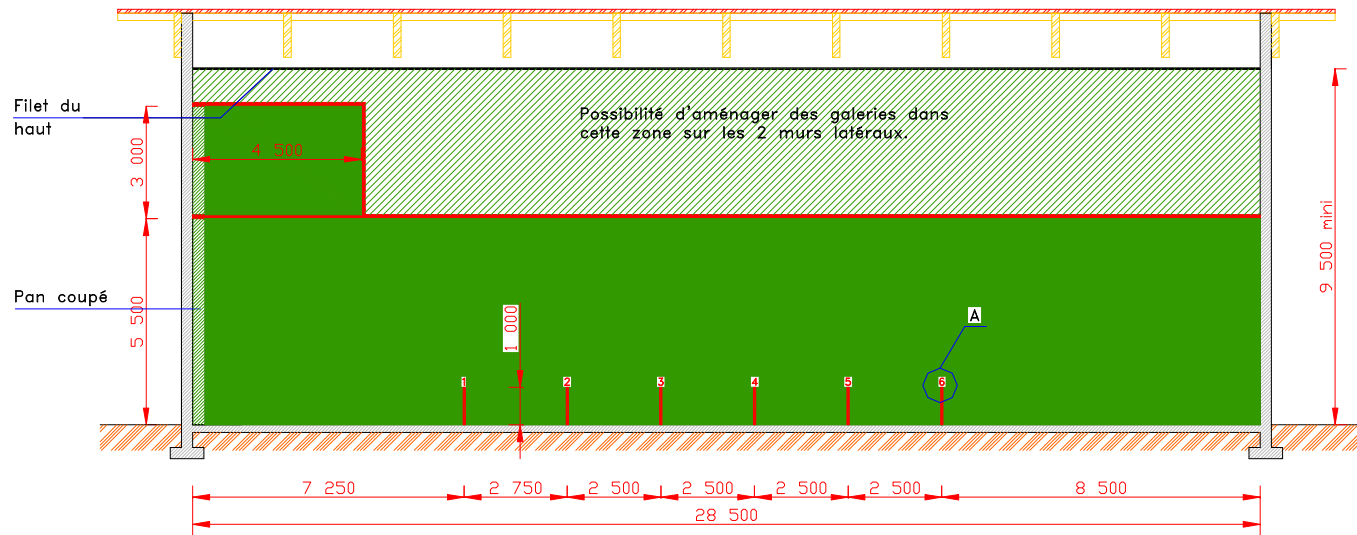 Filet du
haut
Possibilité d'aménager des galeries dans
cette zone sur les 2 murs latéraux.
4 500
3 000
9 500 mini
Pan coupé
5 500
1 000
A
1 2 3 4 5 6
7 250 2 750 2 500 2 500 2 500 2 500 8 500
28 500